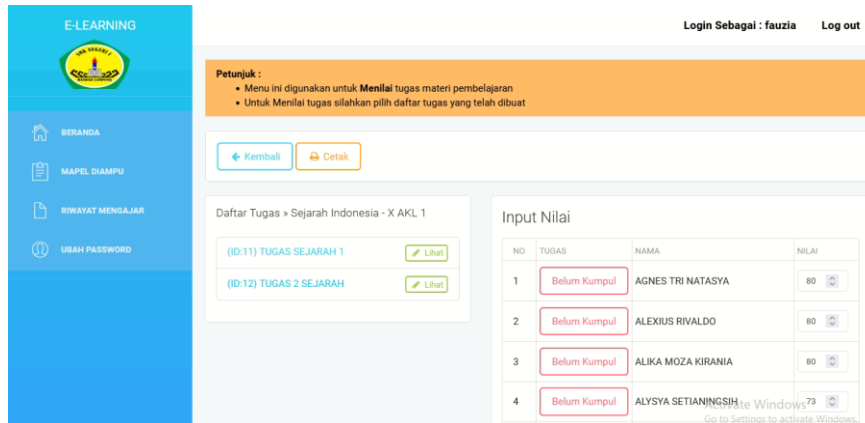 E-LEARNING
Login Sebagai : fauzia
Log out
Petunjuk :
• Menu ini digunakan untuk Menilai tugas materi pembelajaran
• Untuk Menilai tugas silahkan pilih daftar tugas yang telah dibuat
BERANDA
MAPEL DIAMPU
RIWAYAT MENGAJAR
UBAH PASSWORD
Kembali
Cetak
Daftar Tugas » Sejarah Indonesia - X AKL 1
(ID:11) TUGAS SEJARAH 1 Lihat
(ID:12) TUGAS 2 SEJARAH Lihat
Input Nilai
NO TUGAS NAMA NILAI
1 Belum Kumpul AGNES TRI NATASYA 80
2 Belum Kumpul ALEXIUS RIVALDO 80
3 Belum Kumpul ALIKA MOZA KIRANIA 80
4 Belum Kumpul ALYSYA SETIANINGSIH 73
Activate Windows
Go to Settings to activate Windows.